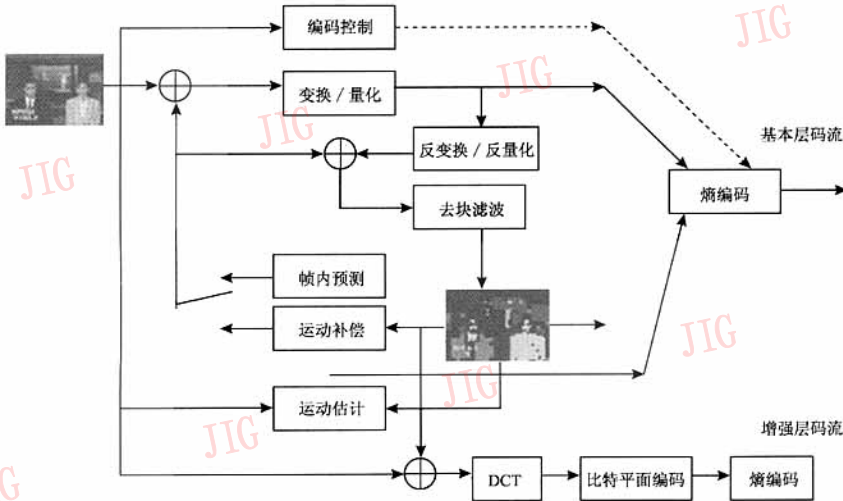 编码控制
JIG
变换/量化
JIG
基本层码流
JIG
反变换/反量化
JIG
熵编码
去块滤波
帧内预测
运动补偿
JIG
JIG
运动估计
JIG
增强层码流
JIG
DCT
比特平面编码
熵编码